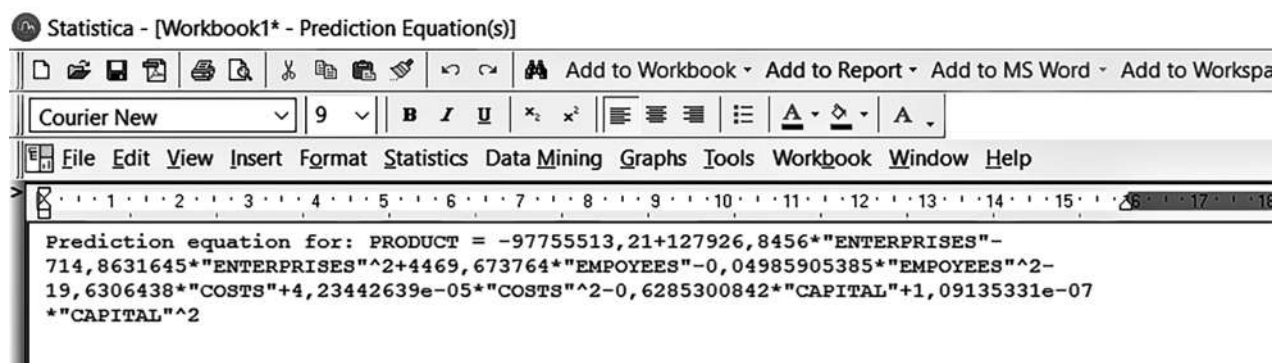 Statistica - [Workbook1* - Prediction Equation(s)]
Add to Workbook Add to Report Add to MS Word Add to Workspa
Courier New 9 B I U x₂ x² A A
File Edit View Insert Format Statistics Data Mining Graphs Tools Workbook Window Help
1 2 3 4 5 6 7 8 9 10 11 12 13 14 15 16 17 18
Prediction equation for: PRODUCT = -97755513,21+127926,8456*"ENTERPRISES"-
714,8631645*"ENTERPRISES"^2+4469,673764*"EMPOYEES"-0,04985905385*"EMPOYEES"^2-
19,6306438*"COSTS"+4,23442639e-05*"COSTS"^2-0,6285300842*"CAPITAL"+1,09135331e-07
*"CAPITAL"^2